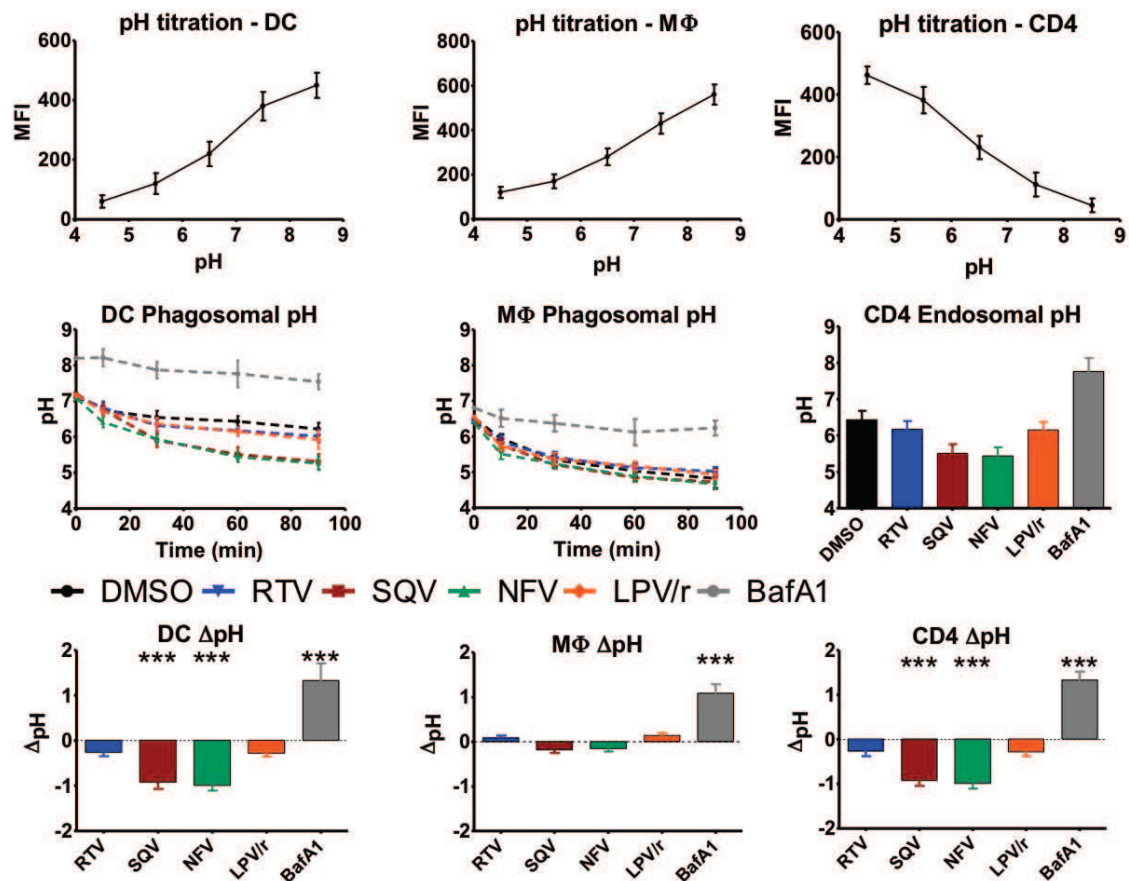 pH titration - DC
600
400
200
0
MFI
4 5 6 7 8 9
pH
pH titration - MΦ
800
600
400
200
0
MFI
4 5 6 7 8 9
pH
pH titration - CD4
600
400
200
0
MFI
4 5 6 7 8 9
pH
DC Phagosomal pH
9
8
7
6
5
4
pH
0 20 40 60 80 100
Time (min)
MΦ Phagosomal pH
9
8
7
6
5
4
pH
0 20 40 60 80 100
Time (min)
CD4 Endosomal pH
9
8
7
6
5
4
pH
DMSO RTV SQV NFV LPV/r BafA1
DMSO RTV SQV NFV LPV/r BafA1
DC ΔpH
*** *** ***
2
1
0
-1
-2
ΔpH
RTV SQV NFV LPV/r BafA1
MΦ ΔpH
***
2
1
0
-1
-2
ΔpH
RTV SQV NFV LPV/r BafA1
CD4 ΔpH
*** *** ***
2
1
0
-1
-2
ΔpH
RTV SQV NFV LPV/r BafA1